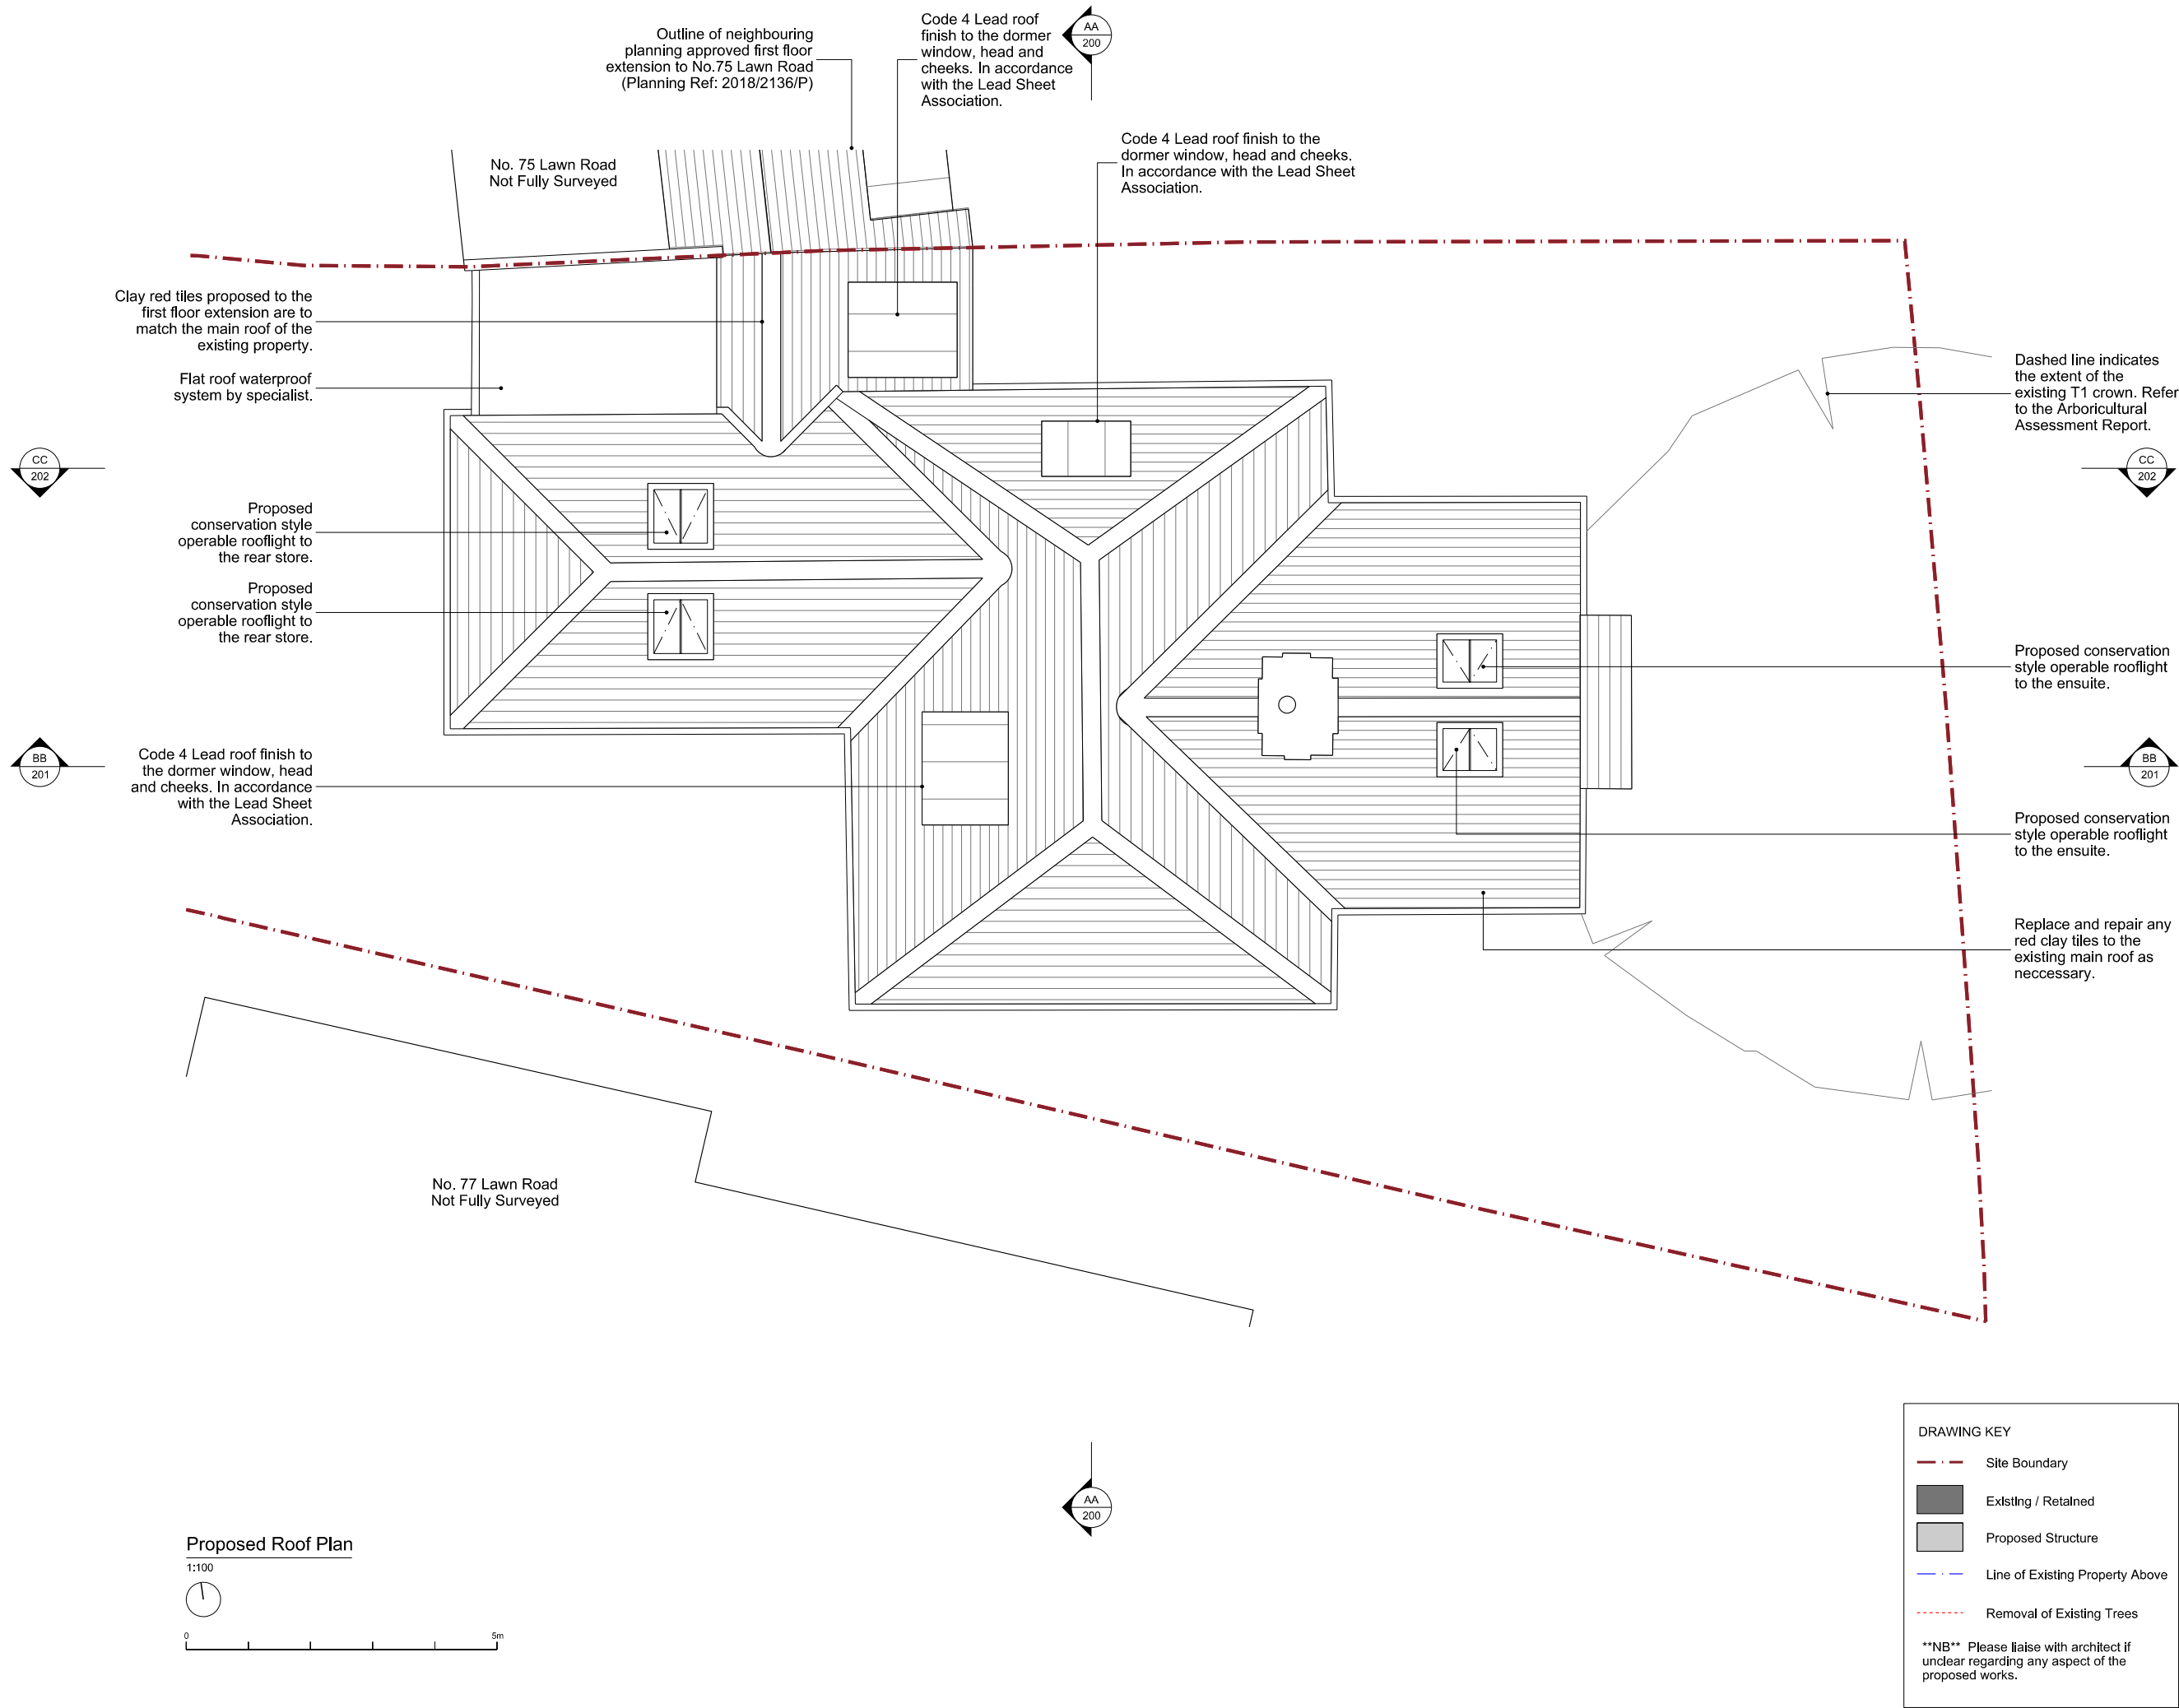 Outline of neighbouring
planning approved first floor
extension to No.75 Lawn Road
(Planning Ref: 2018/2136/P)
Code 4 Lead roof
finish to the dormer
window, head and
cheeks. In accordance
with the Lead Sheet
Association.
AA
200
Code 4 Lead roof finish to the
dormer window, head and cheeks.
In accordance with the Lead Sheet
Association.
No. 75 Lawn Road
Not Fully Surveyed
Clay red tiles proposed to the
first floor extension are to
match the main roof of the
existing property.
Flat roof waterproof
system by specialist.
Dashed line indicates
the extent of the
existing T1 crown. Refer
to the Arboricultural
Assessment Report.
CC
202
CC
202
Proposed
conservation style
operable rooflight to
the rear store.
Proposed
conservation style
operable rooflight to
the rear store.
Proposed conservation
style operable rooflight
to the ensuite.
BB
201
Code 4 Lead roof finish to
the dormer window, head
and cheeks. In accordance
with the Lead Sheet
Association.
BB
201
Proposed conservation
style operable rooflight
to the ensuite.
Replace and repair any
red clay tiles to the
existing main roof as
neccessary.
No. 77 Lawn Road
Not Fully Surveyed
AA
200
Proposed Roof Plan
1:100
0
5m
DRAWING KEY
Site Boundary
Existing / Retained
Proposed Structure
Line of Existing Property Above
Removal of Existing Trees
**NB** Please liaise with architect if
unclear regarding any aspect of the
proposed works.